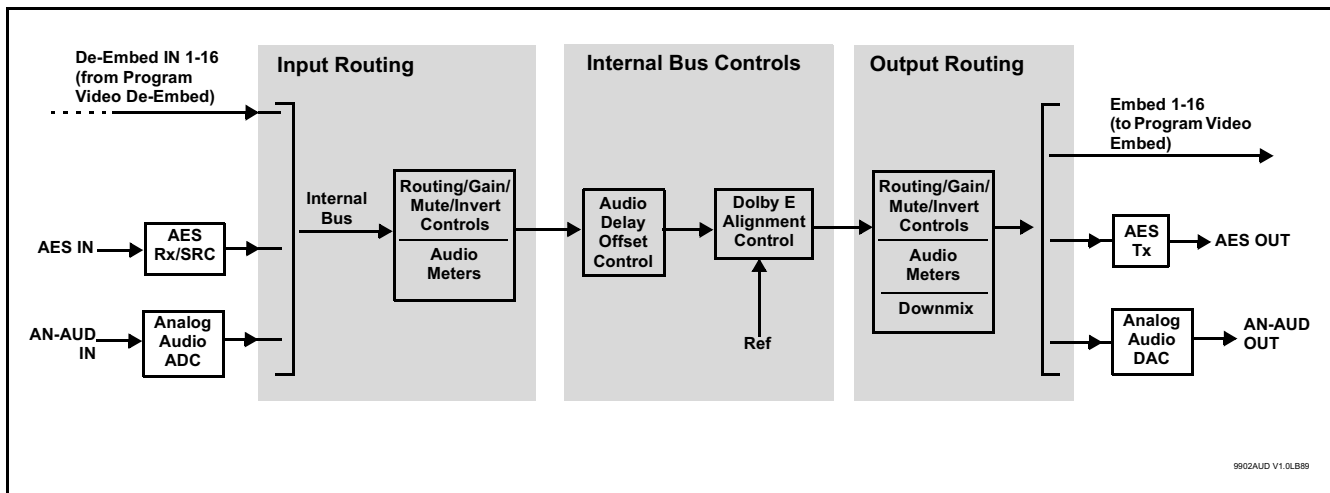 De-Embed IN 1-16
(from Program
Video De-Embed)
Input Routing
Internal Bus Controls
Output Routing
Embed 1-16
(to Program Video
Embed)
Internal
Bus
Routing/Gain/
Mute/Invert
Controls
Audio
Meters
Audio
Delay
Offset
Control
Dolby E
Alignment
Control
Routing/Gain/
Mute/Invert
Controls
Audio
Meters
Downmix
AES IN
AES
Rx/SRC
AES
Tx
AES OUT
AN-AUD
IN
Analog
Audio
ADC
Ref
Analog
Audio
DAC
AN-AUD
OUT
9902AUD V1.0LB89